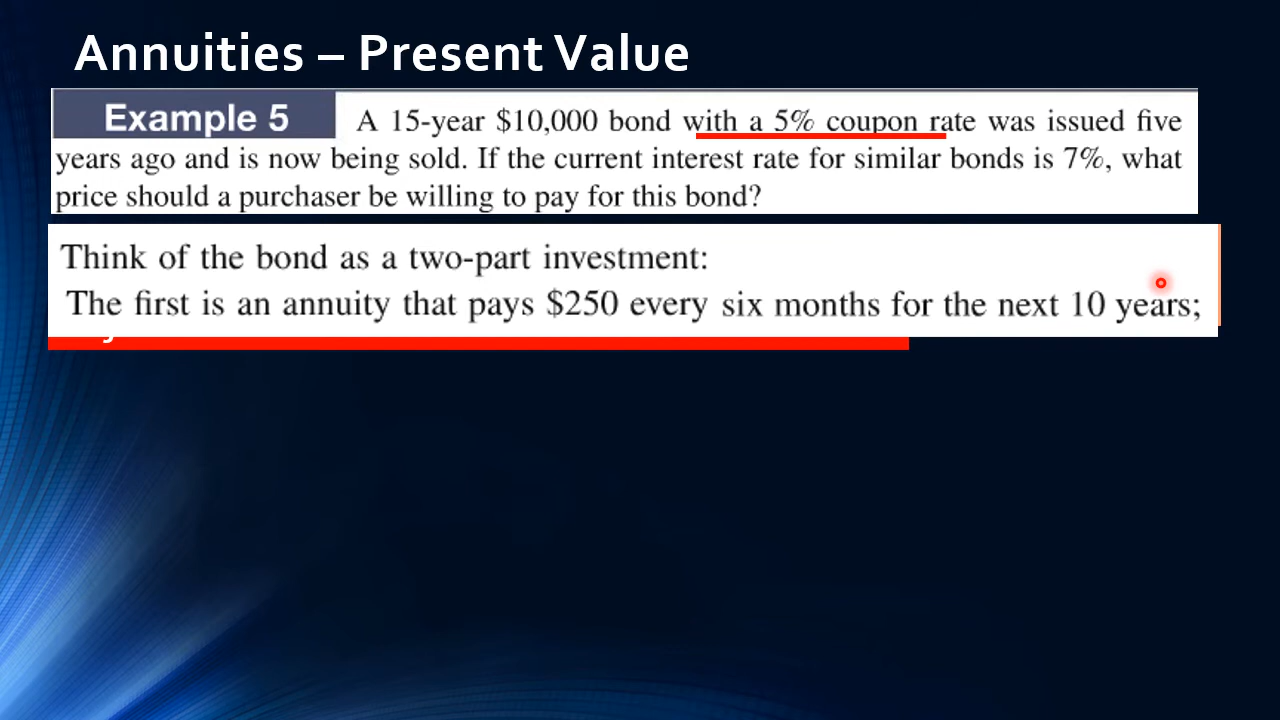 Annuities – Present Value
Example 5 A 15-year $10,000 bond with a 5% coupon rate was issued five
years ago and is now being sold. If the current interest rate for similar bonds is 7%, what
price should a purchaser be willing to pay for this bond?
Think of the bond as a two-part investment:
The first is an annuity that pays $250 every six months for the next 10 years;